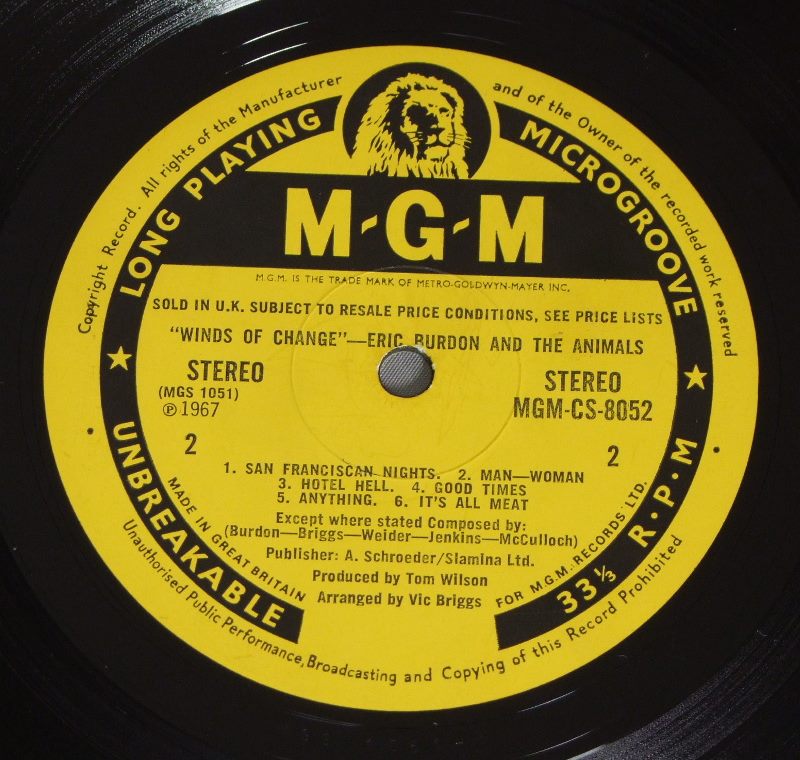 Copyright Record. All rights of the Manufacturer and of the Owner of the recorded work reserved
LONG PLAYING MICROGROOVE
M-G-M
M.G.M. IS THE TRADE MARK OF METRO-GOLDWYN-MAYER INC.
SOLD IN U.K. SUBJECT TO RESALE PRICE CONDITIONS, SEE PRICE LISTS
"WINDS OF CHANGE"—ERIC BURDON AND THE ANIMALS
STEREO STEREO
(MGS 1051) MGM-CS-8052
℗ 1967
2 2
1. SAN FRANCISCAN NIGHTS. 2. MAN—WOMAN
3. HOTEL HELL. 4. GOOD TIMES
5. ANYTHING. 6. IT'S ALL MEAT
Except where stated Composed by:
(Burdon—Briggs—Weider—Jenkins—McCulloch)
Publisher: A. Schroeder/Slamina Ltd.
Produced by Tom Wilson
Arranged by Vic Briggs
MADE IN GREAT BRITAIN FOR M.G.M. RECORDS LTD.
UNBREAKABLE 33⅓ R·P·M
Unauthorised Public Performance, Broadcasting and Copying of this Record Prohibited